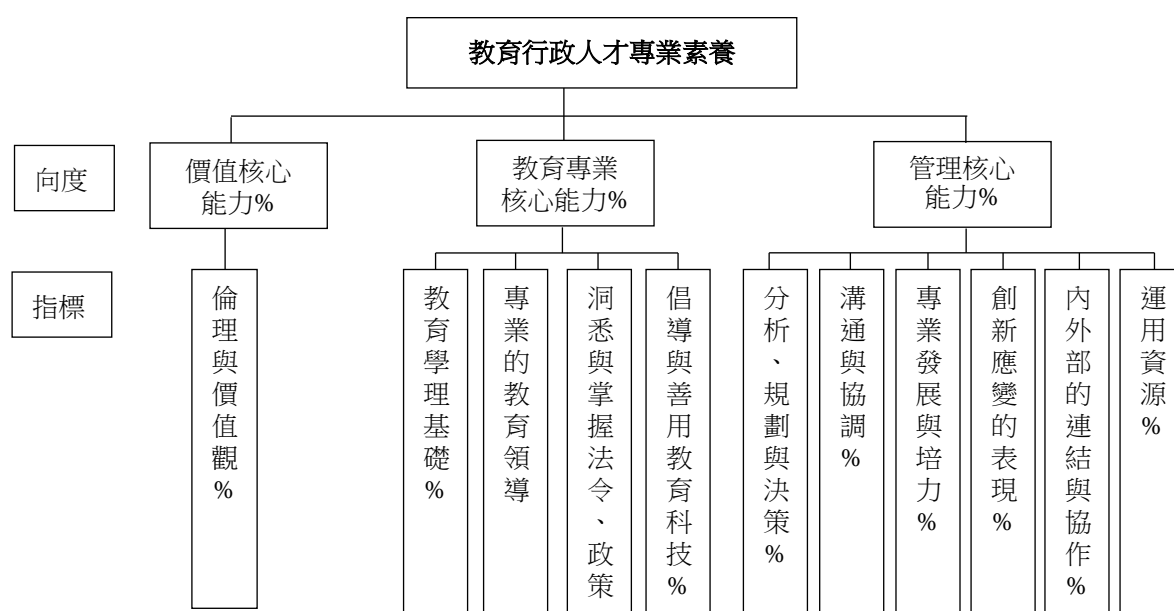 教育行政人才專業素養
向度
價值核心
能力%
教育專業
核心能力%
管理核心
能力%
指標
倫理與價值觀%
教育學理基礎%
專業的教育領導
洞悉與掌握法令、政策
倡導與善用教育科技%
分析、規劃與決策%
溝通與協調%
專業發展與培力%
創新應變的表現%
內外部的連結與協作%
運用資源%